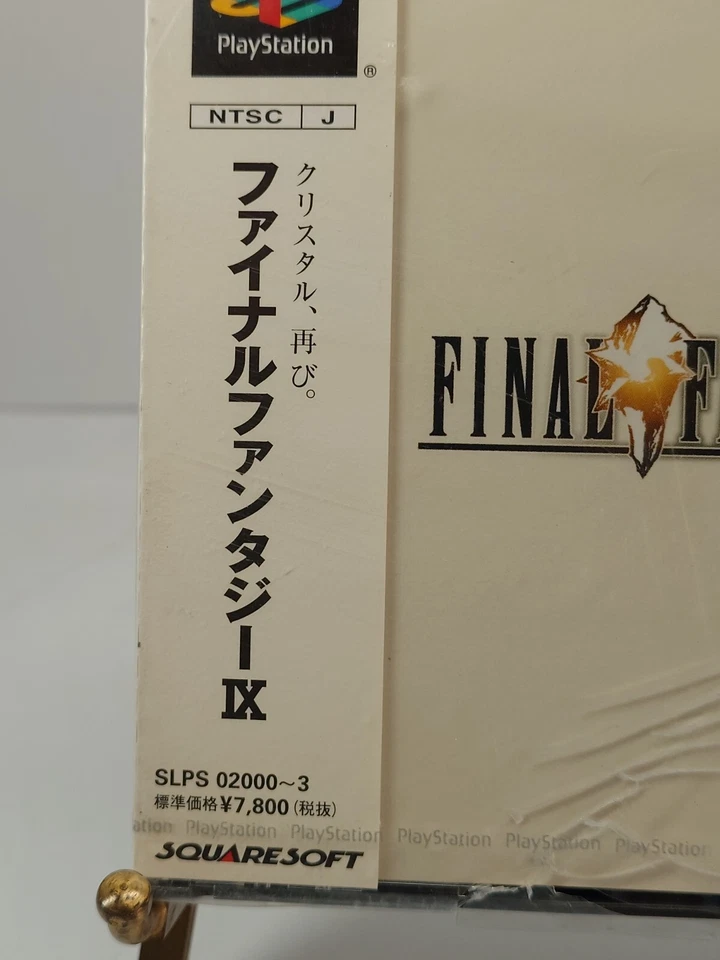 PlayStation
®
NTSC J
クリスタル、再び。
ファイナルファンタジーIX
FINAL
SLPS 02000~3
標準価格¥7,800(税抜)
PlayStation PlayStation PlayStation PlayStation PlayStation
SQUARESOFT